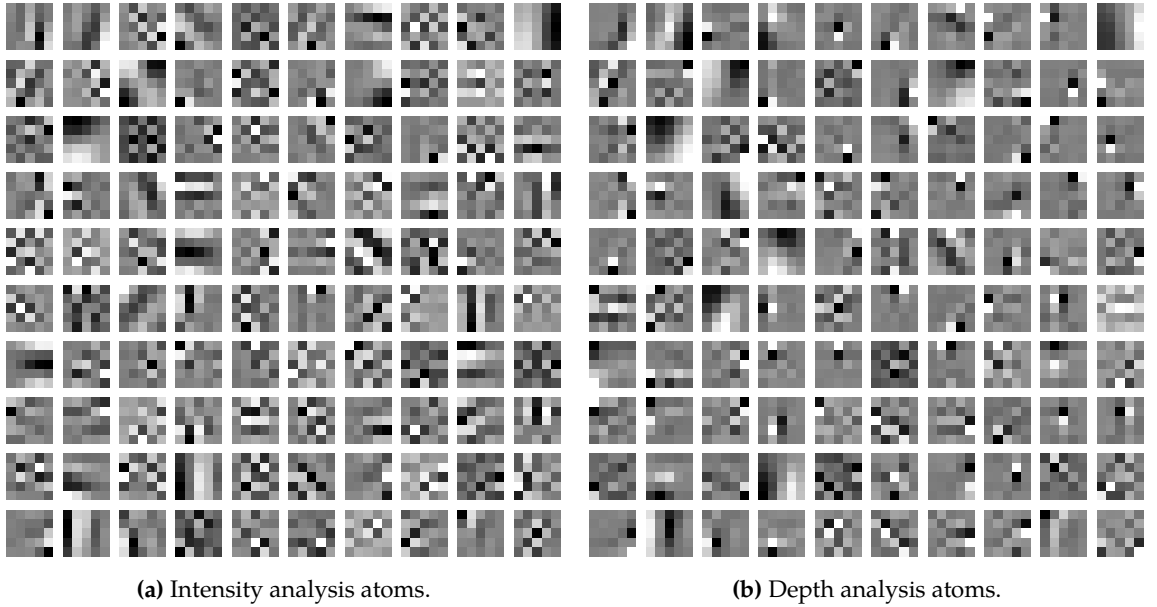 (a) Intensity analysis atoms.
(b) Depth analysis atoms.